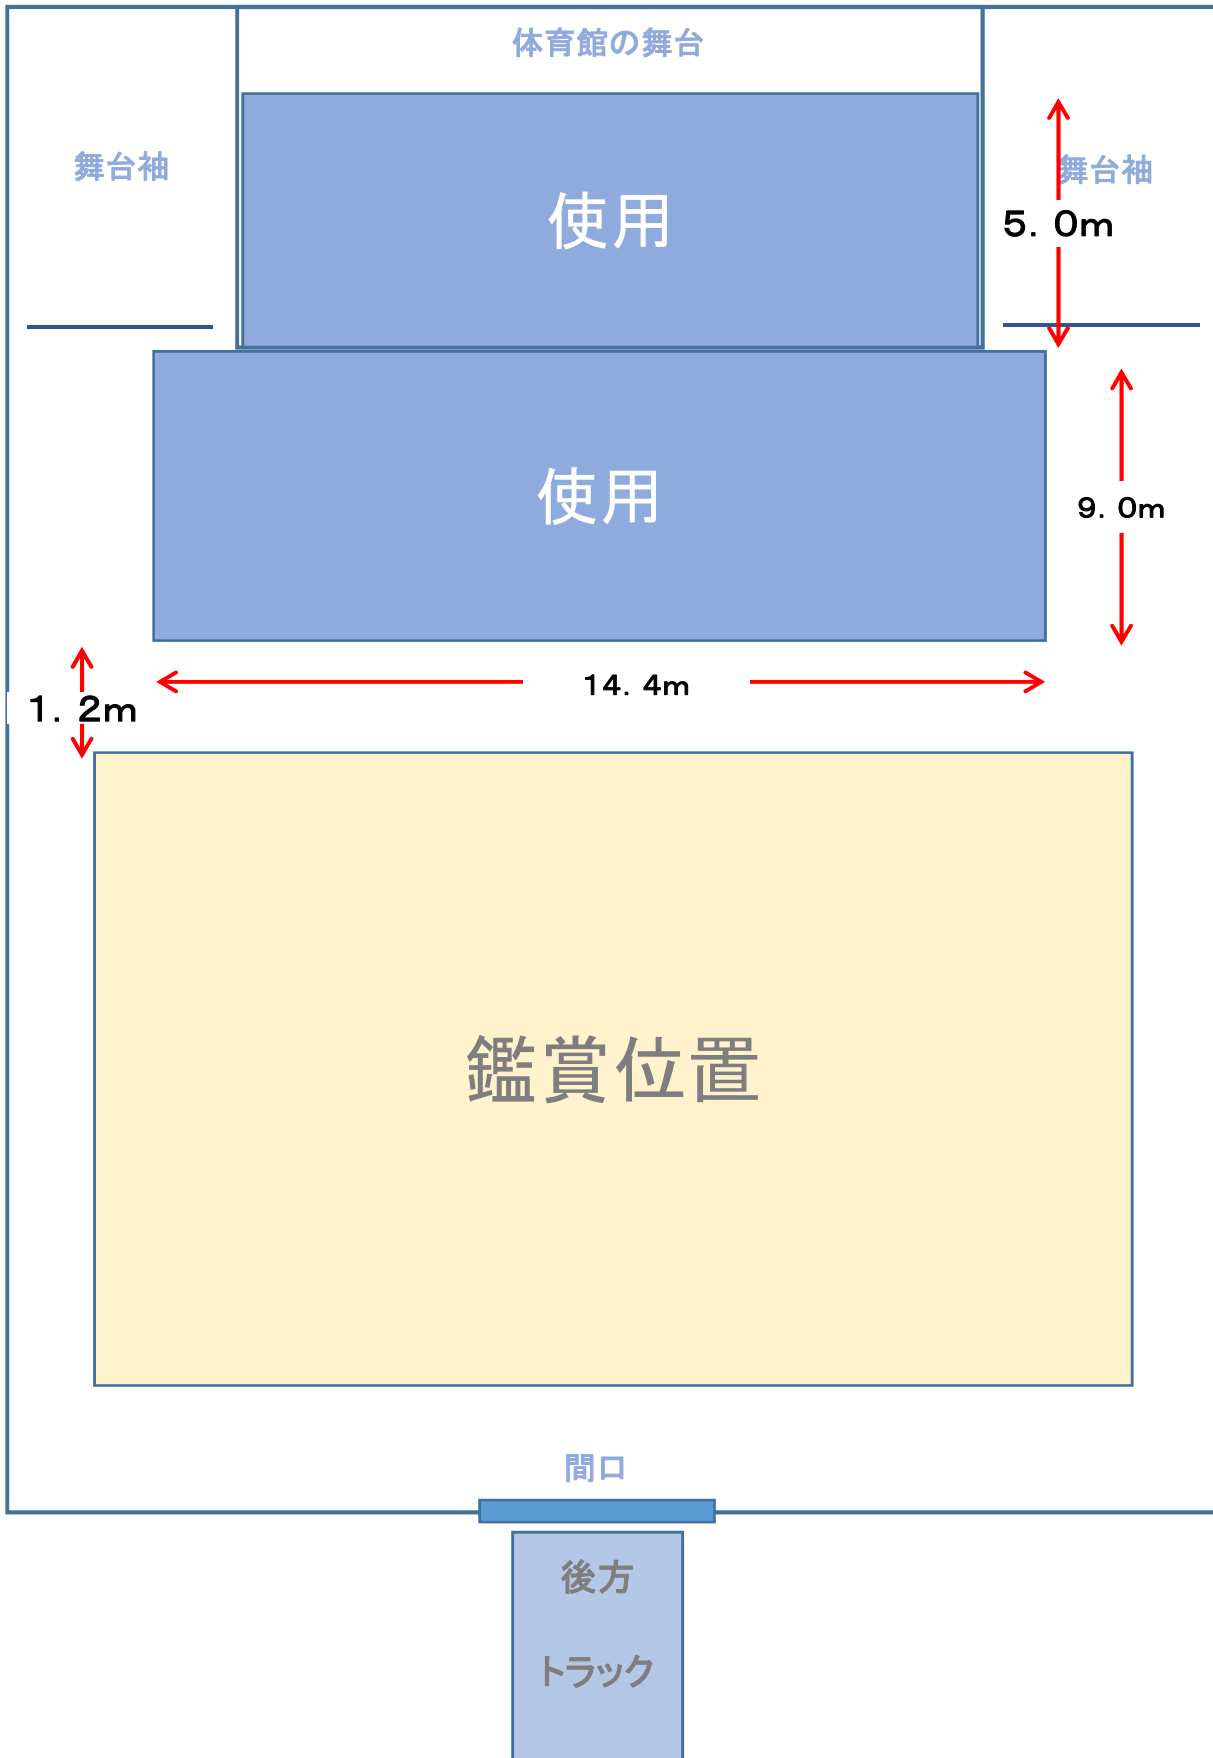 体育館の舞台
舞台袖
舞台袖
使用
5. 0m
使用
9. 0m
14. 4m
1. 2m
鑑賞位置
間口
後方
トラック